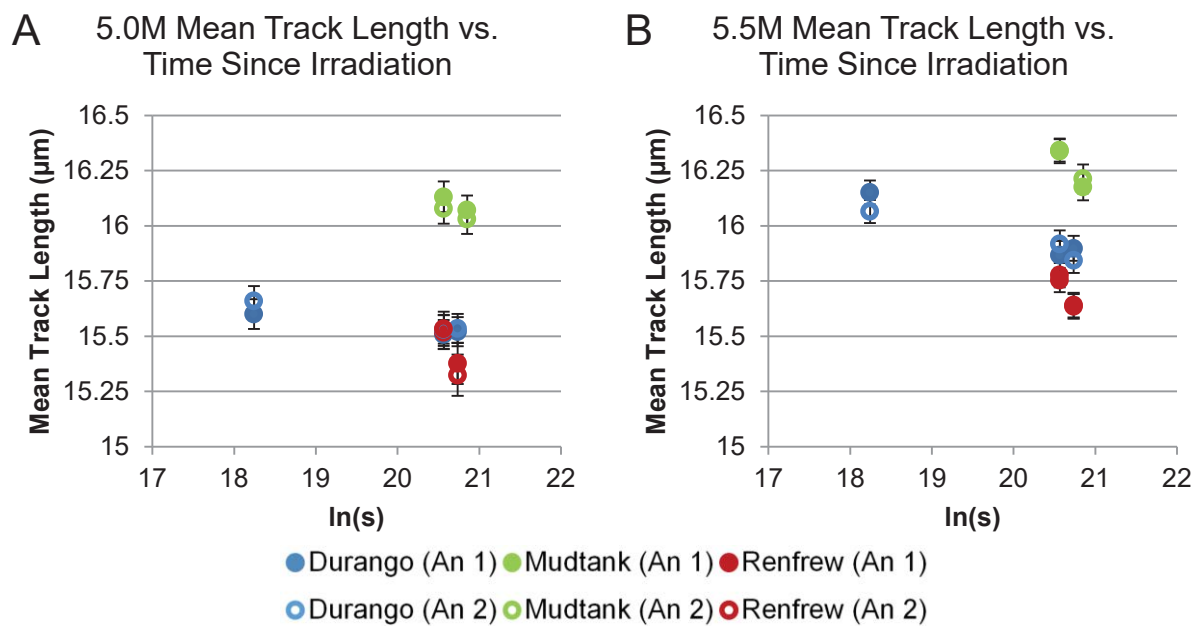 A
5.0M Mean Track Length vs.
Time Since Irradiation
Mean Track Length (µm)
16.5
16.25
16
15.75
15.5
15.25
15
17 18 19 20 21 22
ln(s)
B
5.5M Mean Track Length vs.
Time Since Irradiation
Mean Track Length (µm)
16.5
16.25
16
15.75
15.5
15.25
15
17 18 19 20 21 22
ln(s)
Durango (An 1) Mudtank (An 1) Renfrew (An 1)
Durango (An 2) Mudtank (An 2) Renfrew (An 2)